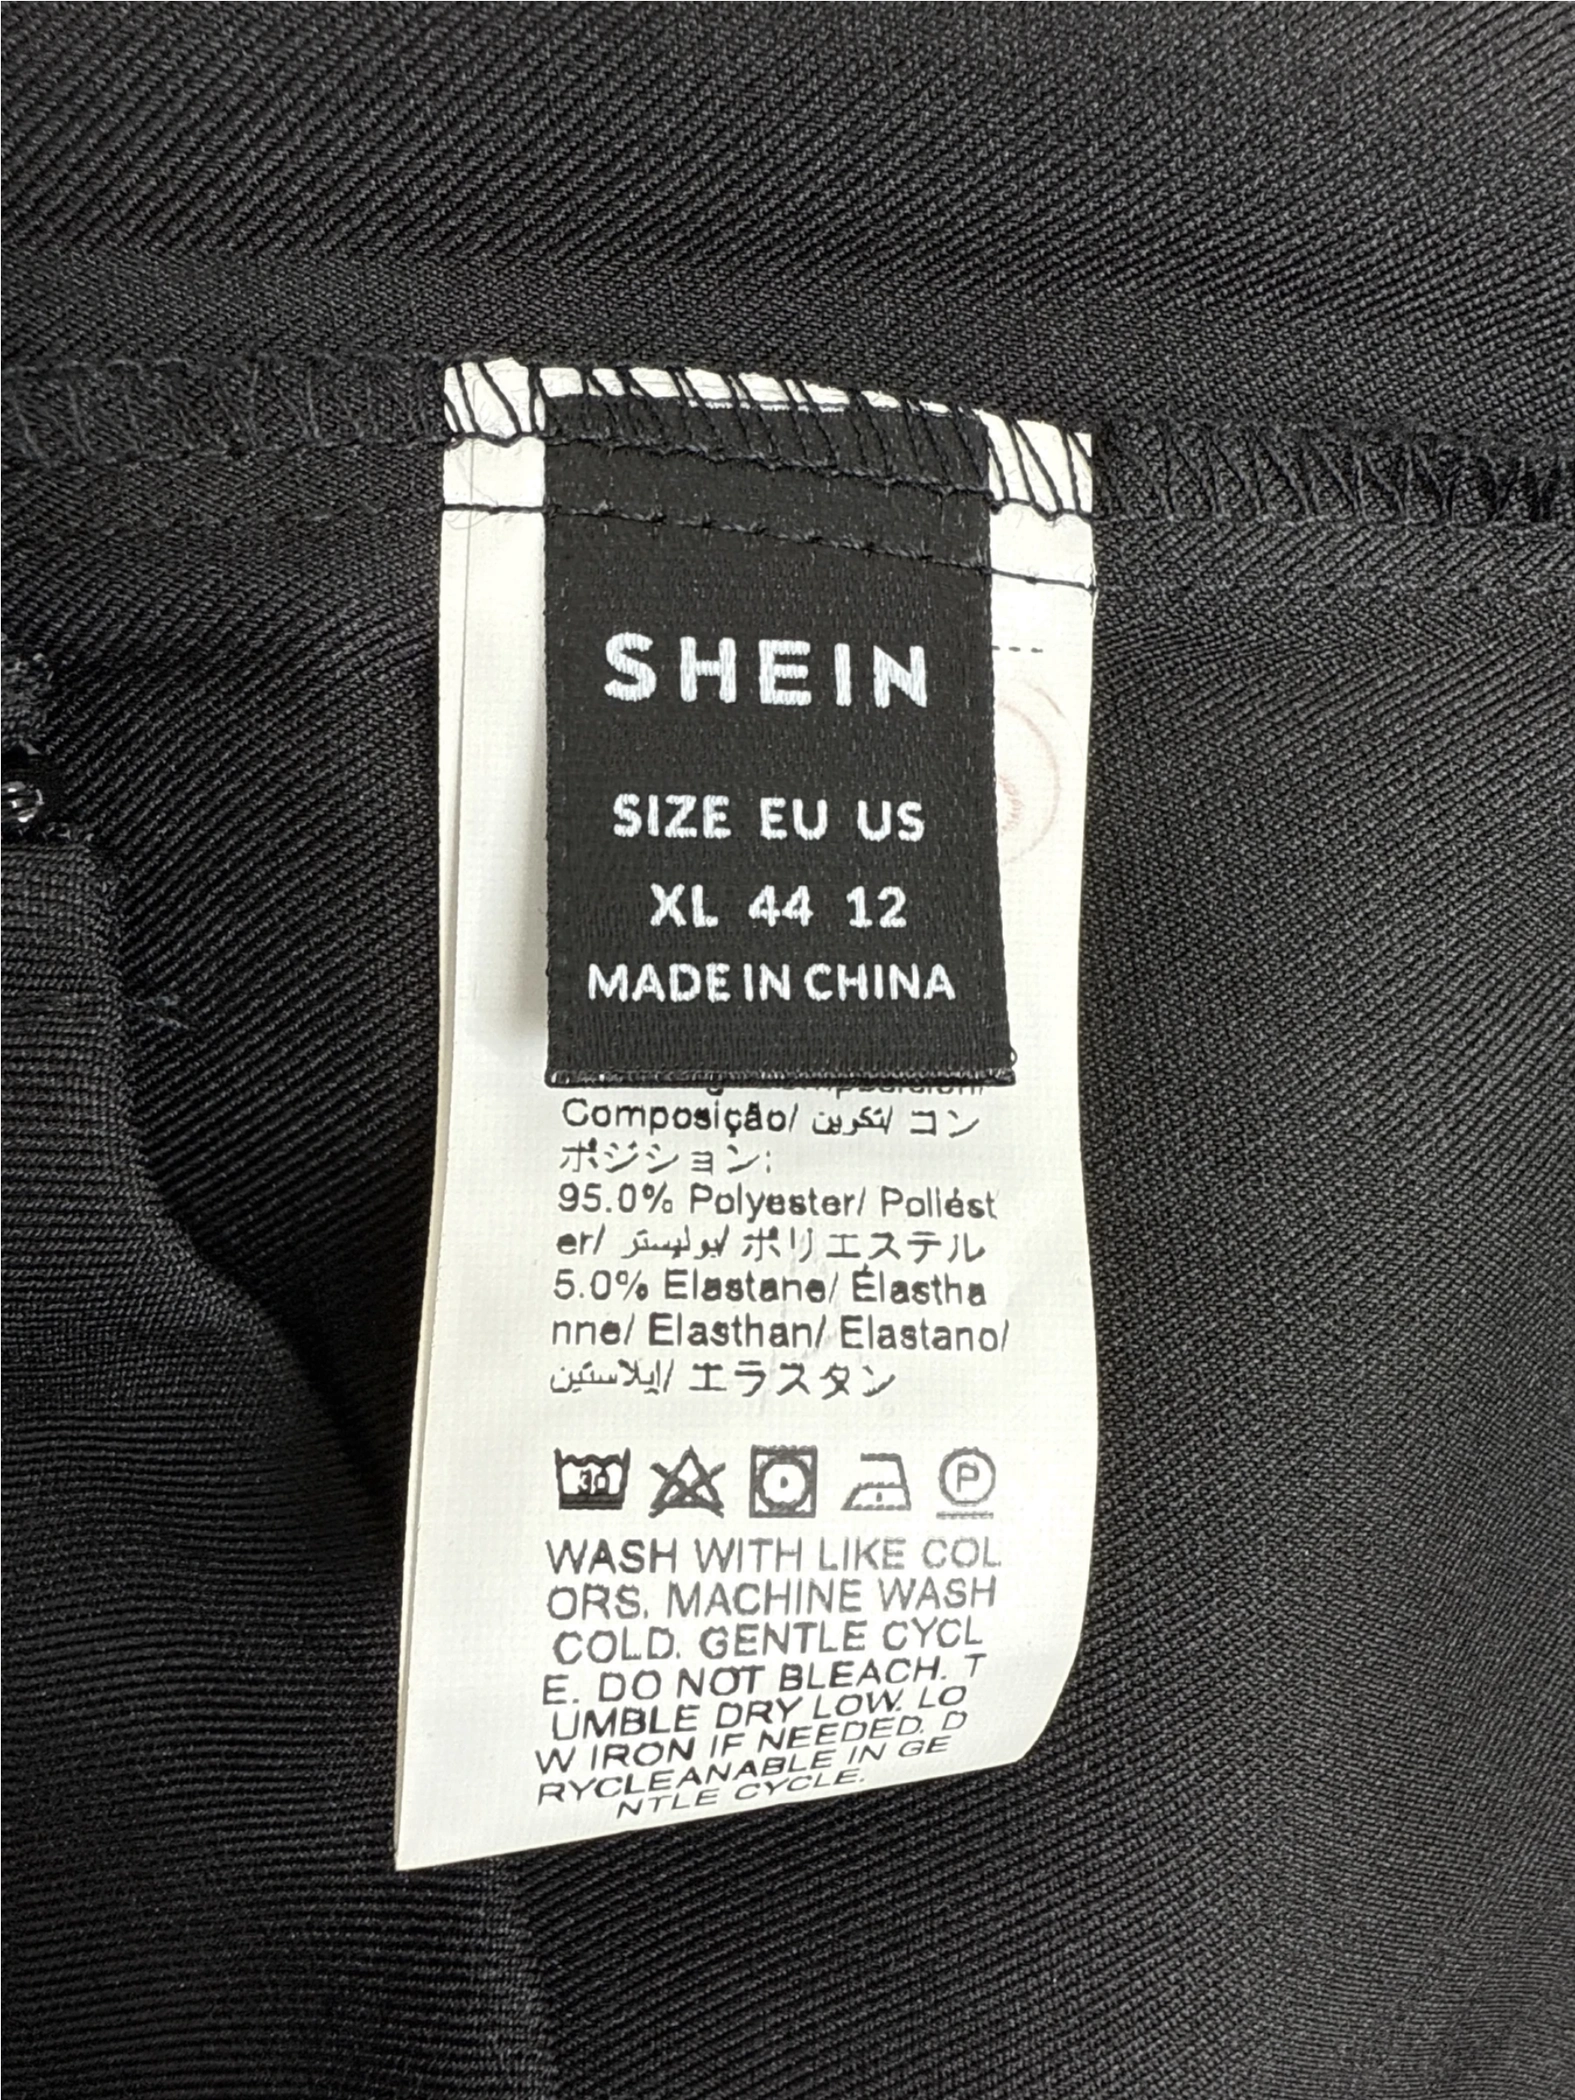 SHEIN
SIZE EU US
XL 44 12
MADE IN CHINA
Composição/ تكوين/ コン
ポジション:
95.0% Polyester/ Poliést
er/ بوليستر/ ポリエステル
5.0% Elastane/ Élastha
nne/ Elasthan/ Elastano/
إيلاستين/ エラスタン
30
P
WASH WITH LIKE COL
ORS. MACHINE WASH
COLD. GENTLE CYCL
E. DO NOT BLEACH. T
UMBLE DRY LOW. LO
W IRON IF NEEDED. D
RYCLEANABLE IN GE
NTLE CYCLE.